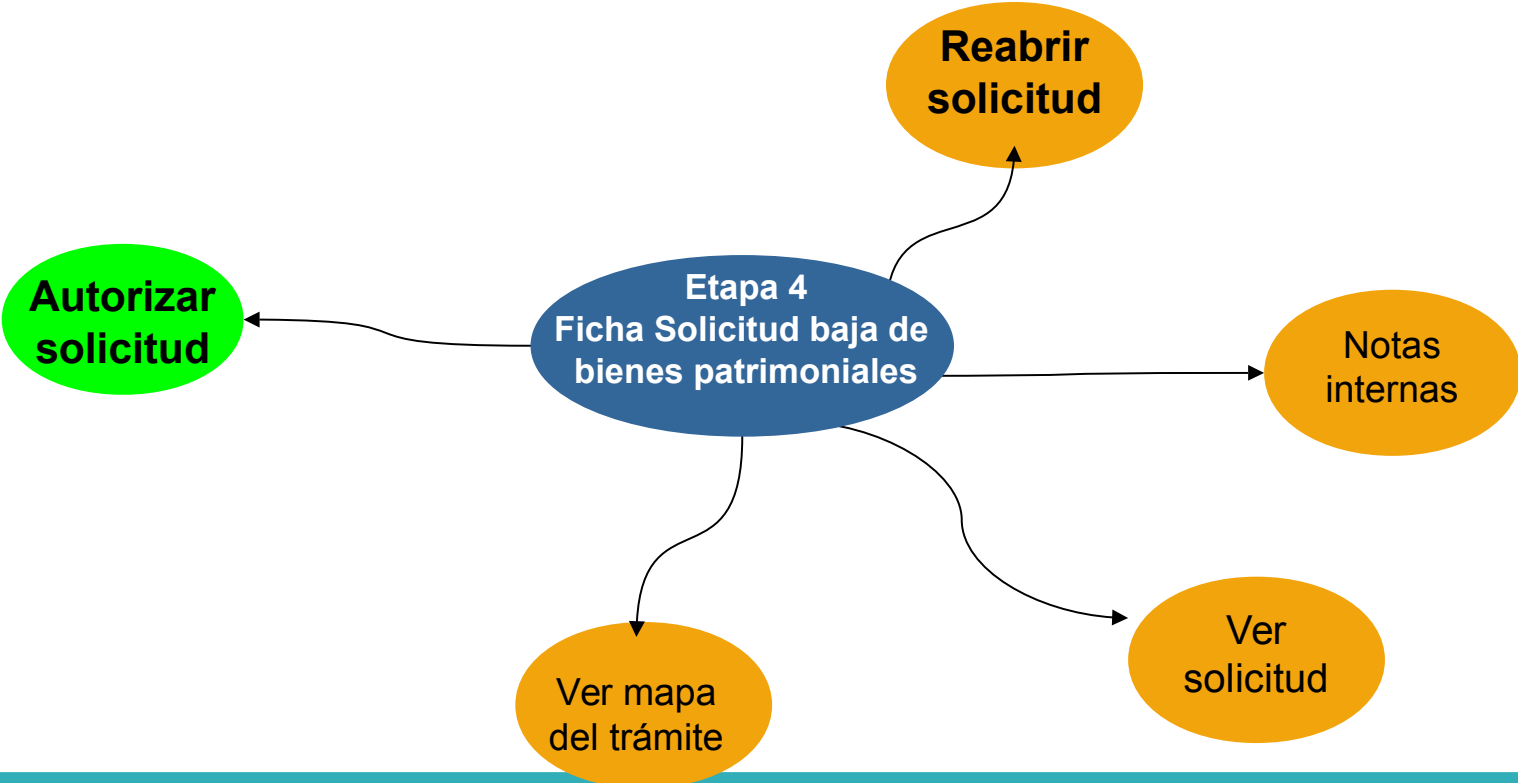 Reabrir
solicitud
Autorizar
solicitud
Etapa 4
Ficha Solicitud baja de
bienes patrimoniales
Notas
internas
Ver
solicitud
Ver mapa
del trámite